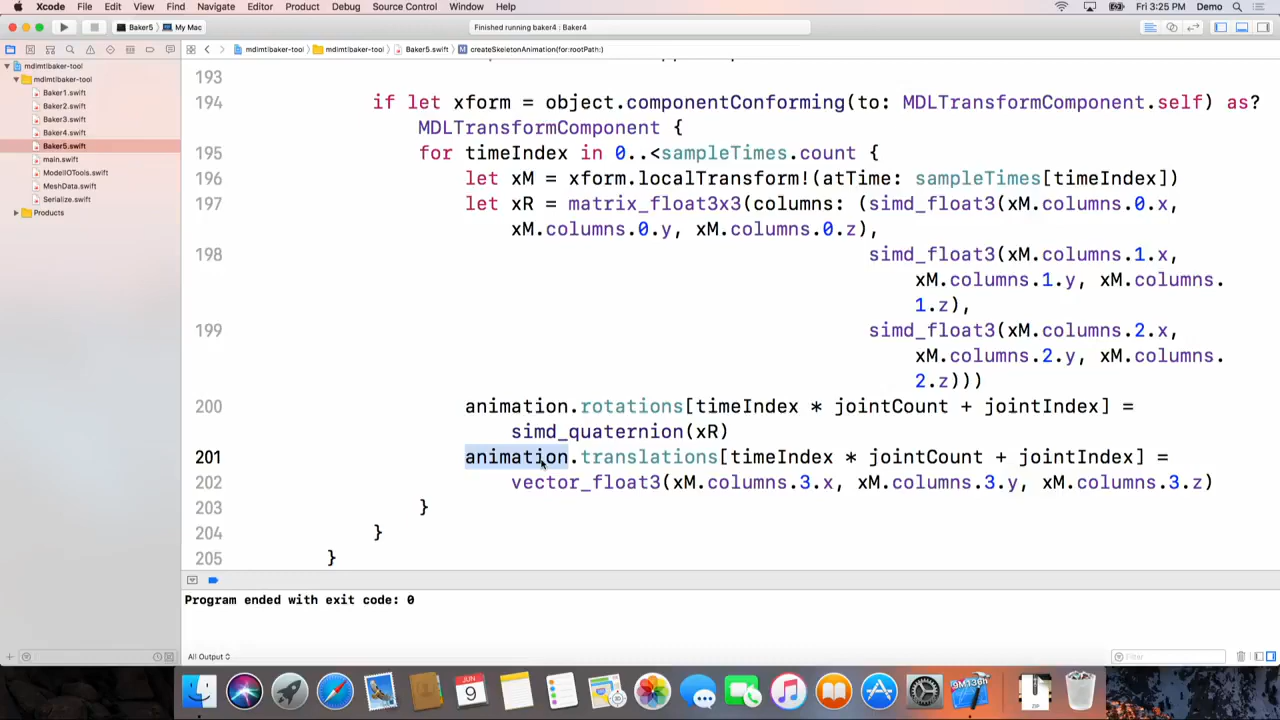 Xcode File Edit View Find Navigate Editor Product Debug Source Control Window Help Fri 3:25 PM Demo
Baker5 My Mac Finished running baker4 : Baker4
mdlmtlbaker-tool mdlmtlbaker-tool Baker5.swift M createSkeletonAnimation(for:rootPath:)
mdlmtlbaker-tool
mdlmtlbaker-tool
Baker1.swift
Baker2.swift
Baker3.swift
Baker4.swift
Baker5.swift
main.swift
ModelIOTools.swift
MeshData.swift
Serialize.swift
Products
193
194 if let xform = object.componentConforming(to: MDLTransformComponent.self) as?
MDLTransformComponent {
195 for timeIndex in 0..<sampleTimes.count {
196 let xM = xform.localTransform!(atTime: sampleTimes[timeIndex])
197 let xR = matrix_float3x3(columns: (simd_float3(xM.columns.0.x,
xM.columns.0.y, xM.columns.0.z),
198 simd_float3(xM.columns.1.x,
xM.columns.1.y, xM.columns.
1.z),
199 simd_float3(xM.columns.2.x,
xM.columns.2.y, xM.columns.
2.z)))
200 animation.rotations[timeIndex * jointCount + jointIndex] =
simd_quaternion(xR)
201 animation.translations[timeIndex * jointCount + jointIndex] =
202 vector_float3(xM.columns.3.x, xM.columns.3.y, xM.columns.3.z)
203 }
204 }
205 }
Program ended with exit code: 0
All Output Filter
JUN
9
9M136h
ZIP